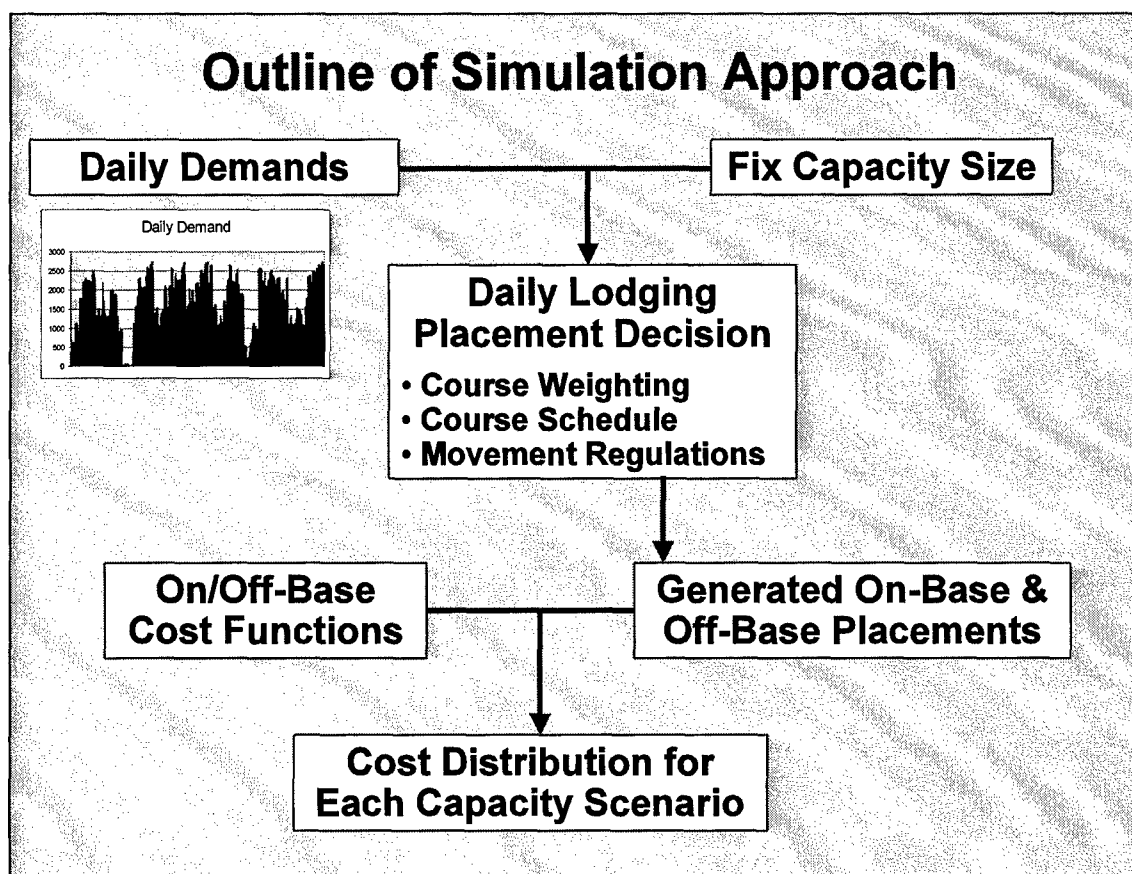 Outline of Simulation Approach
Daily Demands
Fix Capacity Size
Daily Demand
3000
2500
2000
1500
1000
500
0
Daily Lodging
Placement Decision
• Course Weighting
• Course Schedule
• Movement Regulations
On/Off-Base
Cost Functions
Generated On-Base &
Off-Base Placements
Cost Distribution for
Each Capacity Scenario